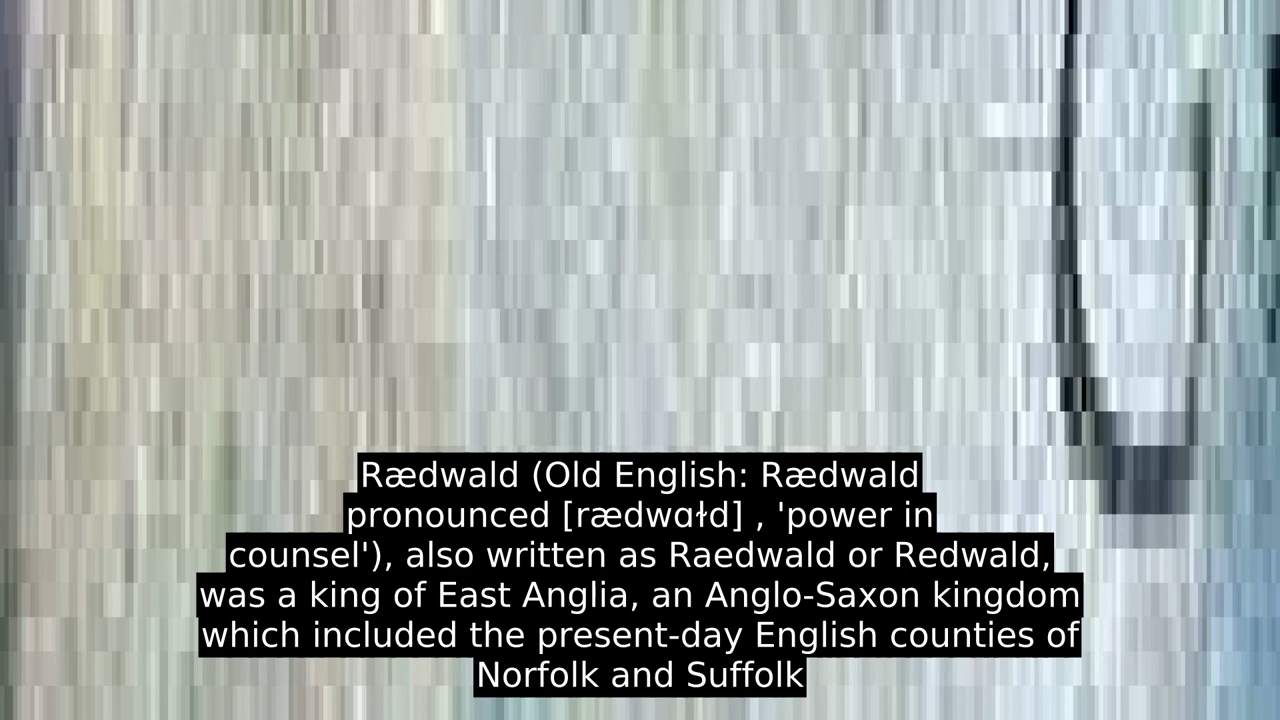 Rædwald (Old English: Rædwald
pronounced [rædwɑɫd] , 'power in
counsel'), also written as Raedwald or Redwald,
was a king of East Anglia, an Anglo-Saxon kingdom
which included the present-day English counties of
Norfolk and Suffolk